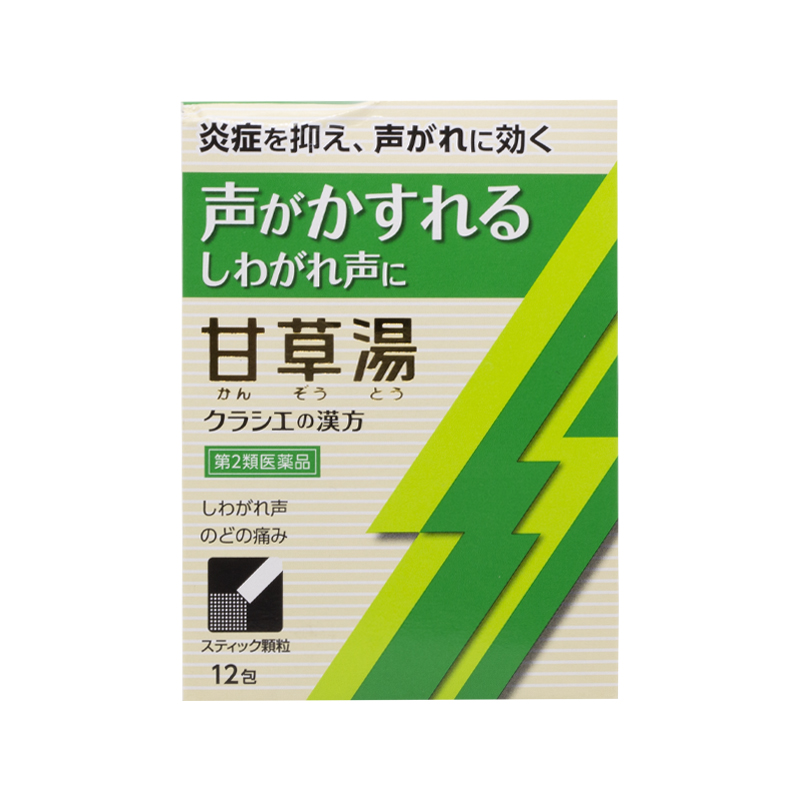 炎症を抑え、声がれに効く
声がかすれる
しわがれ声に
甘草湯
かん ぞう とう
クラシエの漢方
第2類医薬品
しわがれ声
のどの痛み
スティック顆粒
12包